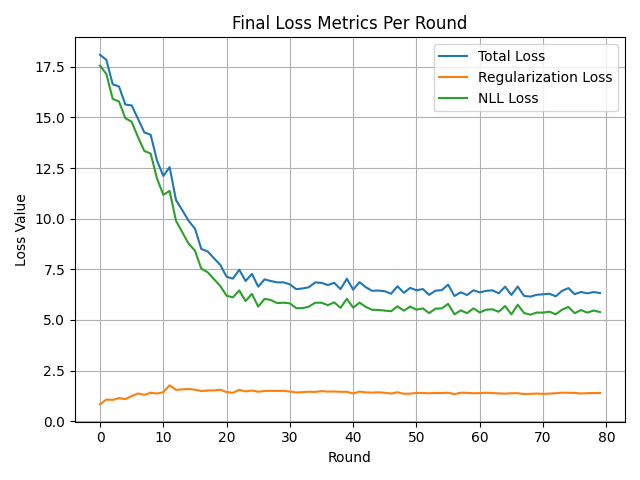 Final Loss Metrics Per Round
Total Loss
Regularization Loss
NLL Loss
17.5
15.0
12.5
10.0
7.5
5.0
2.5
0.0
Loss Value
0 10 20 30 40 50 60 70 80
Round